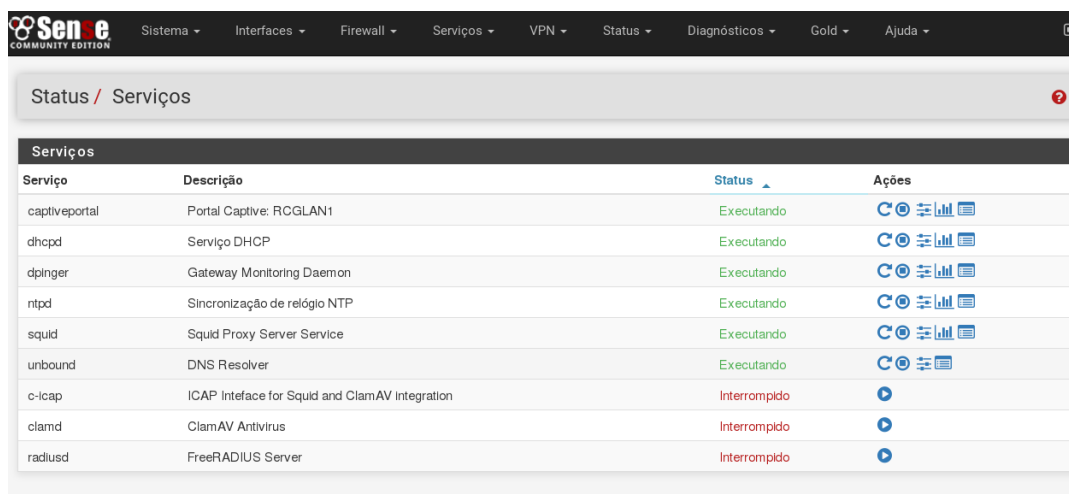 Sense
COMMUNITY EDITION
Sistema Interfaces Firewall Serviços VPN Status Diagnósticos Gold Ajuda
Status / Serviços
Serviços
Serviço Descrição Status Ações
captiveportal Portal Captive: RCGLAN1 Executando
dhcpd Serviço DHCP Executando
dpinger Gateway Monitoring Daemon Executando
ntpd Sincronização de relógio NTP Executando
squid Squid Proxy Server Service Executando
unbound DNS Resolver Executando
c-icap ICAP Inteface for Squid and ClamAV integration Interrompido
clamd ClamAV Antivirus Interrompido
radiusd FreeRADIUS Server Interrompido